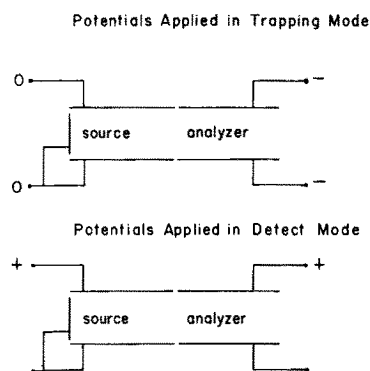 Potentials Applied in Trapping Mode
0 −
source analyzer
0 −
Potentials Applied in Detect Mode
+ +
source analyzer